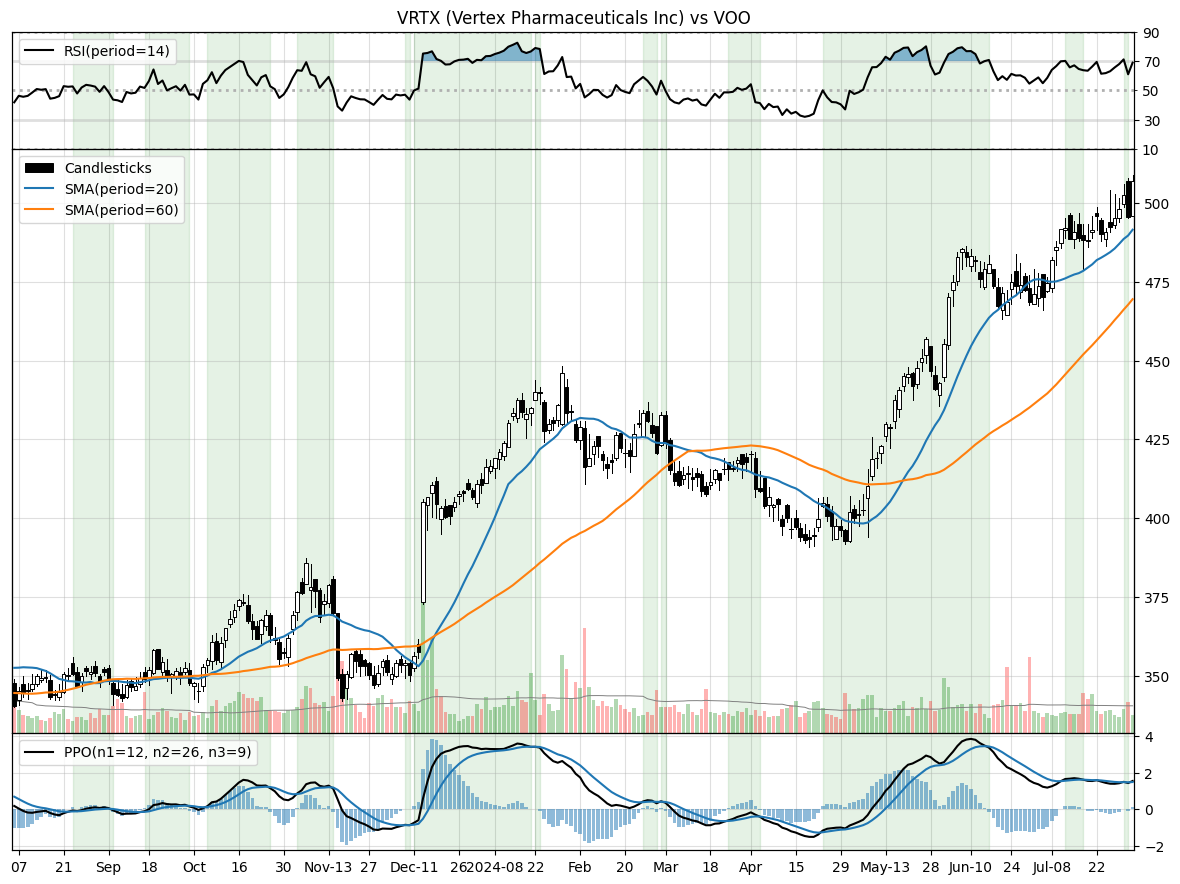 VRTX (Vertex Pharmaceuticals Inc) vs VOO
RSI(period=14)
90
70
50
30
10
Candlesticks
SMA(period=20)
SMA(period=60)
500
475
450
425
400
375
350
PPO(n1=12, n2=26, n3=9)
4
2
0
−2
07 21 Sep 18 Oct 16 30 Nov-13 27 Dec-11 26 2024-08 22 Feb 20 Mar 18 Apr 15 29 May-13 28 Jun-10 24 Jul-08 22